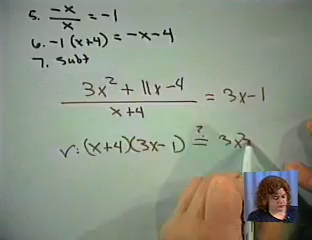 5. -x/x = -1
6. -1(x+4) = -x-4
7. Subt
3x² + 11x - 4 / x+4 = 3x-1
v: (x+4)(3x-1) ≟ 3x²